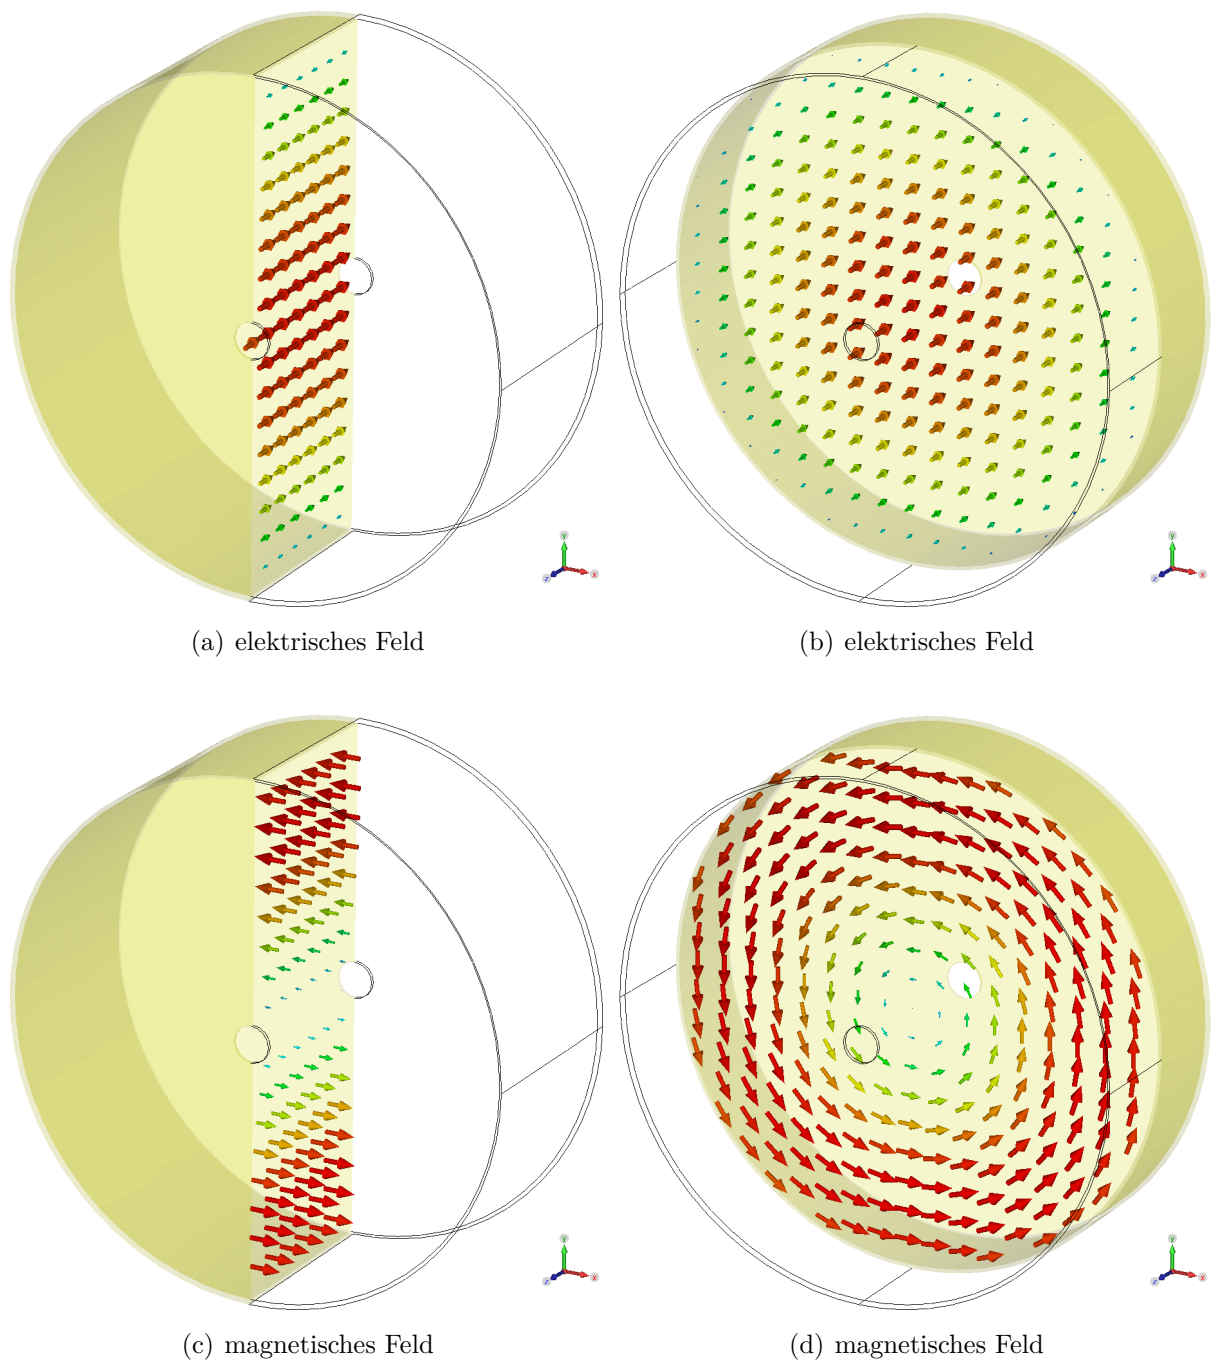 y
z
x
y
z
x
(a) elektrisches Feld
(b) elektrisches Feld
y
z
x
y
z
x
(c) magnetisches Feld
(d) magnetisches Feld